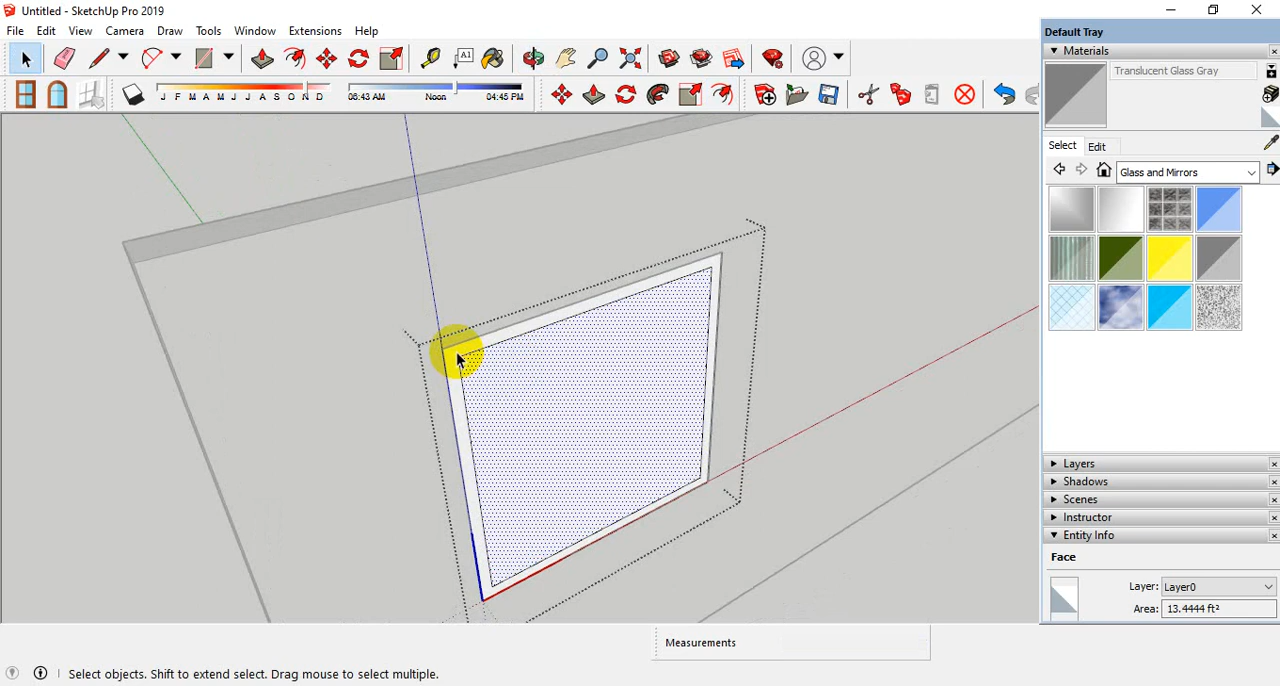 Untitled - SketchUp Pro 2019
File Edit View Camera Draw Tools Window Extensions Help
A1
J F M A M J J A S O N D
06:43 AM Noon 04:45 PM
Default Tray
Materials
Translucent Glass Gray
Select Edit
Glass and Mirrors
Layers
Shadows
Scenes
Instructor
Entity Info
Face
Layer: Layer0
Area: 13.4444 ft²
Measurements
Select objects. Shift to extend select. Drag mouse to select multiple.